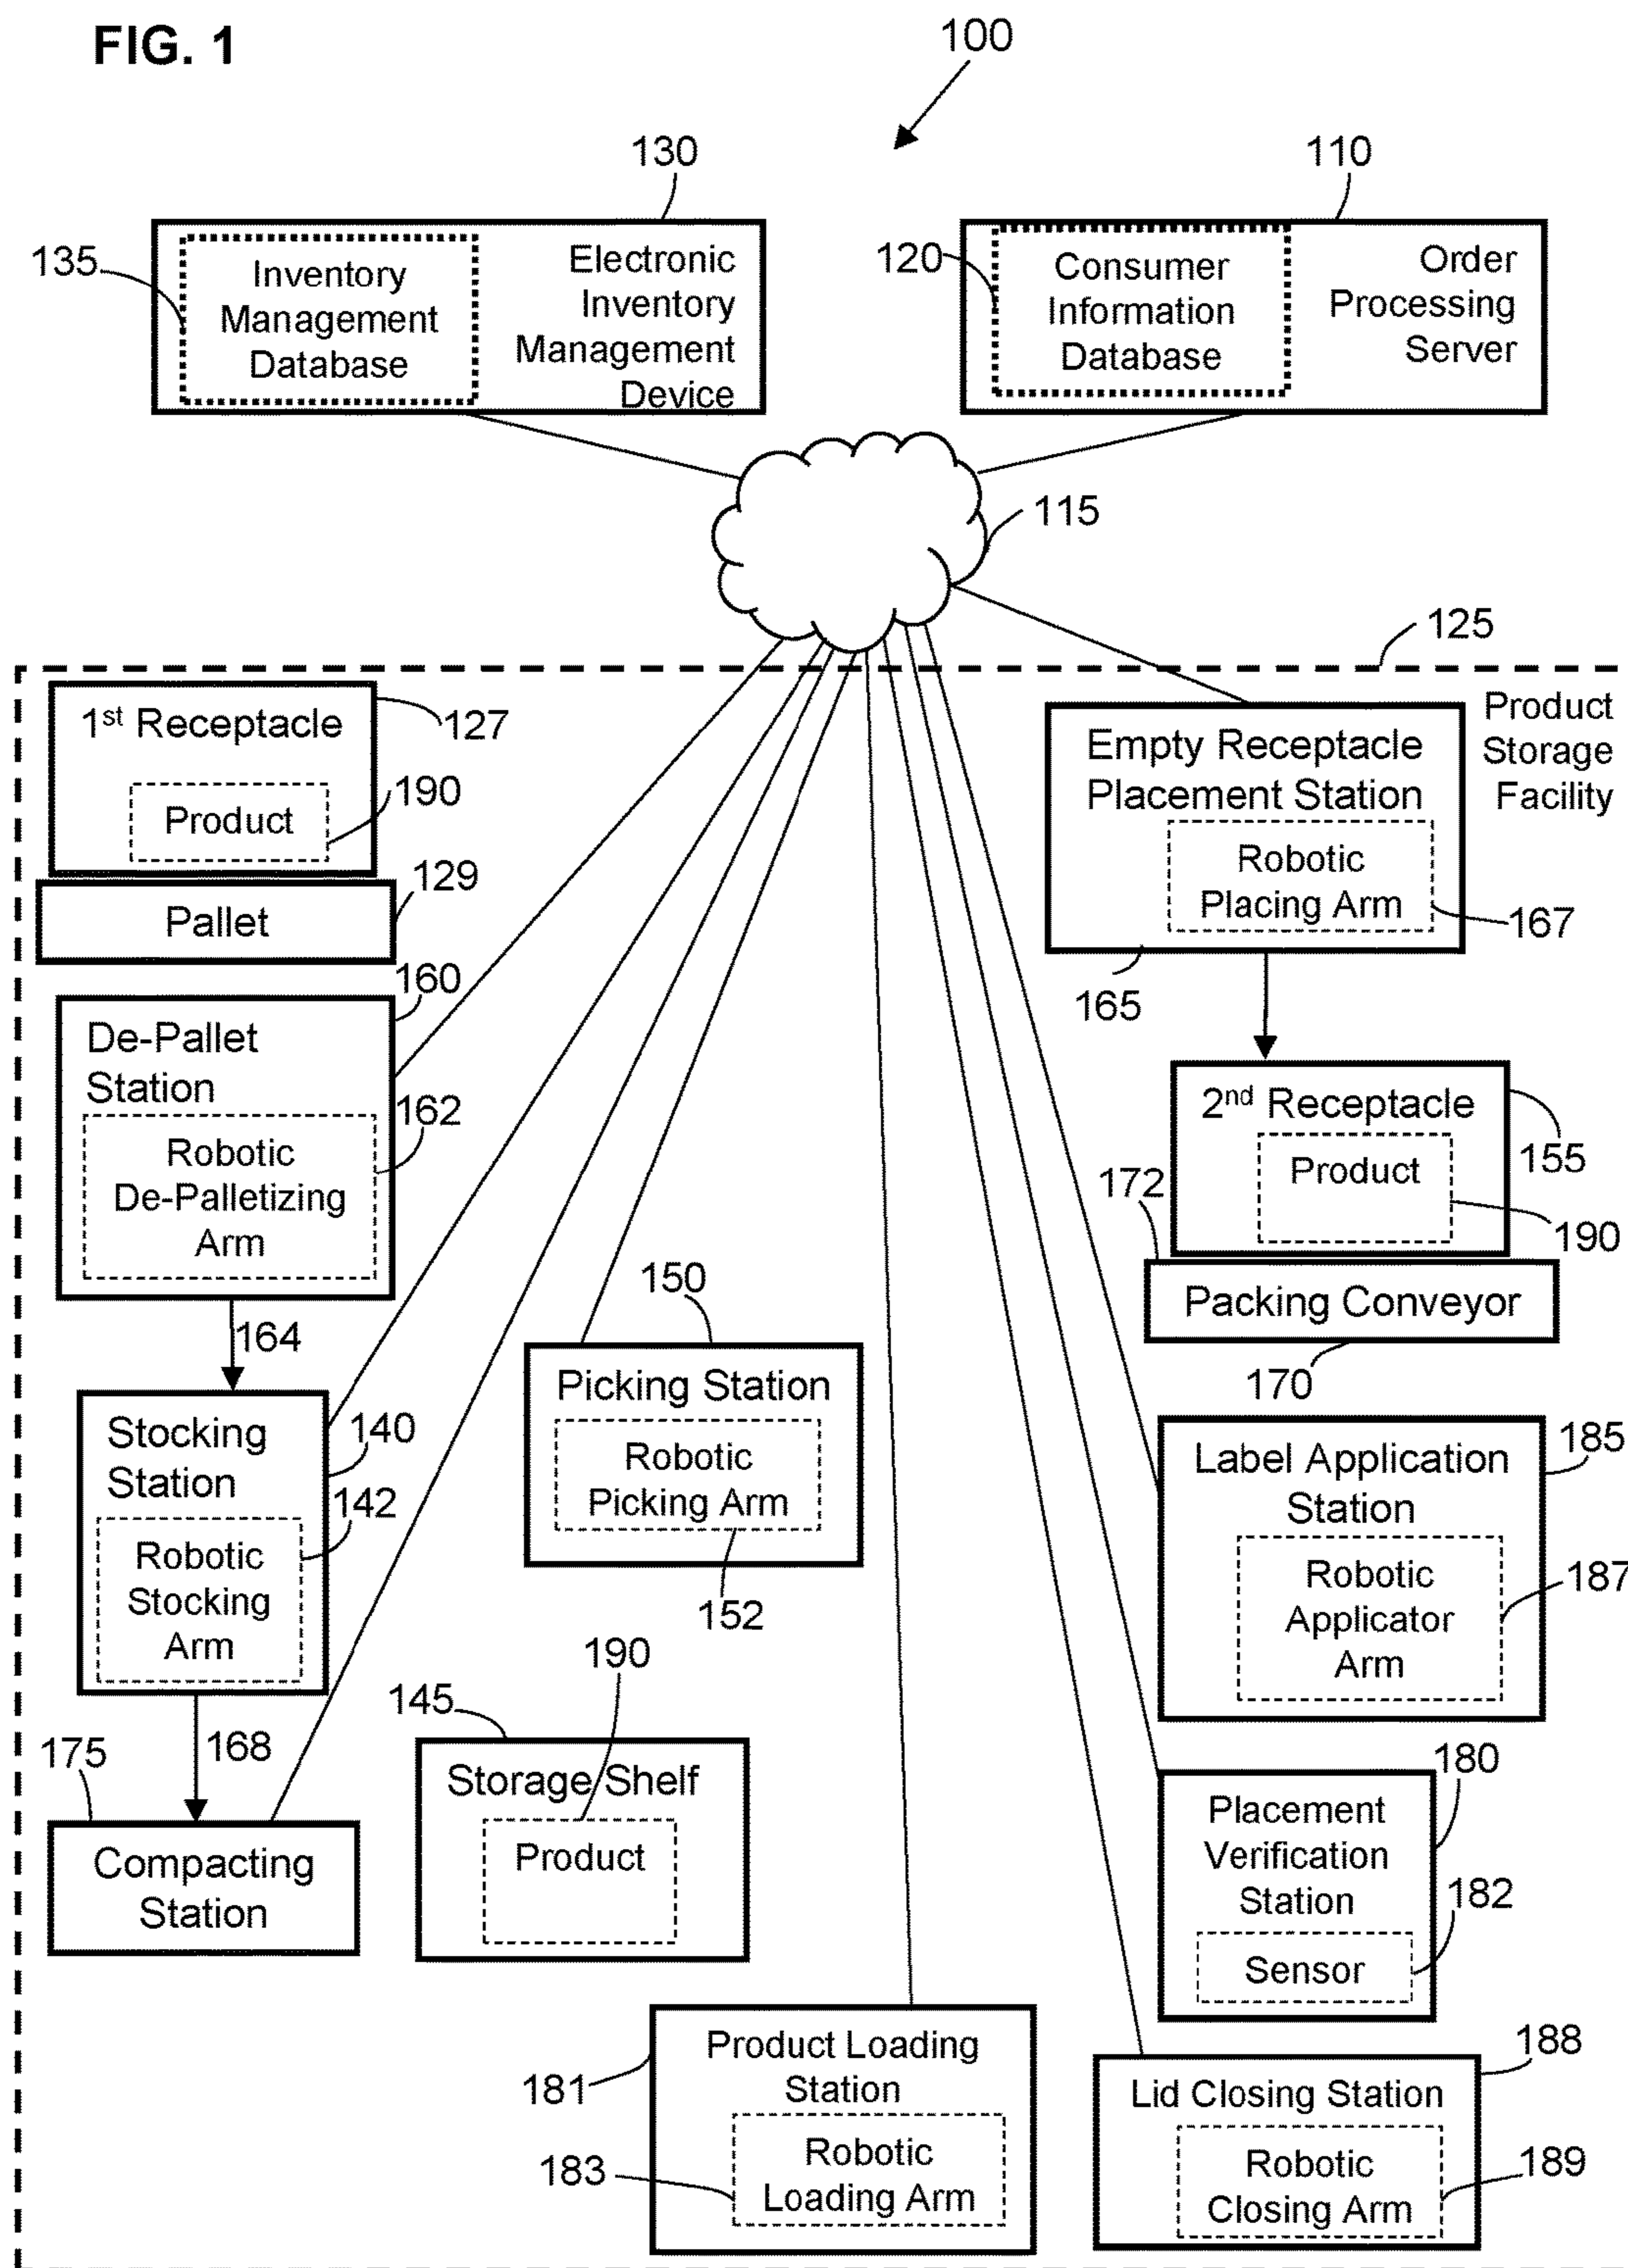 FIG. 1
100
130
110
135
Inventory
Management
Database
Electronic
Inventory
Management
Device
120
Consumer
Information
Database
Order
Processing
Server
115
125
1st Receptacle
127
Product
190
Pallet
129
Empty Receptacle
Placement Station
Robotic
Placing Arm
167
165
Product
Storage
Facility
160
De-Pallet
Station
162
Robotic
De-Palletizing
Arm
164
2nd Receptacle
155
Product
190
172
Packing Conveyor
170
150
Picking Station
Robotic
Picking Arm
152
Stocking
Station
140
142
Robotic
Stocking
Arm
168
185
Label Application
Station
Robotic
Applicator
Arm
187
175
Compacting
Station
190
145
Storage Shelf
Product
180
Placement
Verification
Station
182
Sensor
181
Product Loading
Station
183
Robotic
Loading Arm
188
Lid Closing Station
Robotic
Closing Arm
189